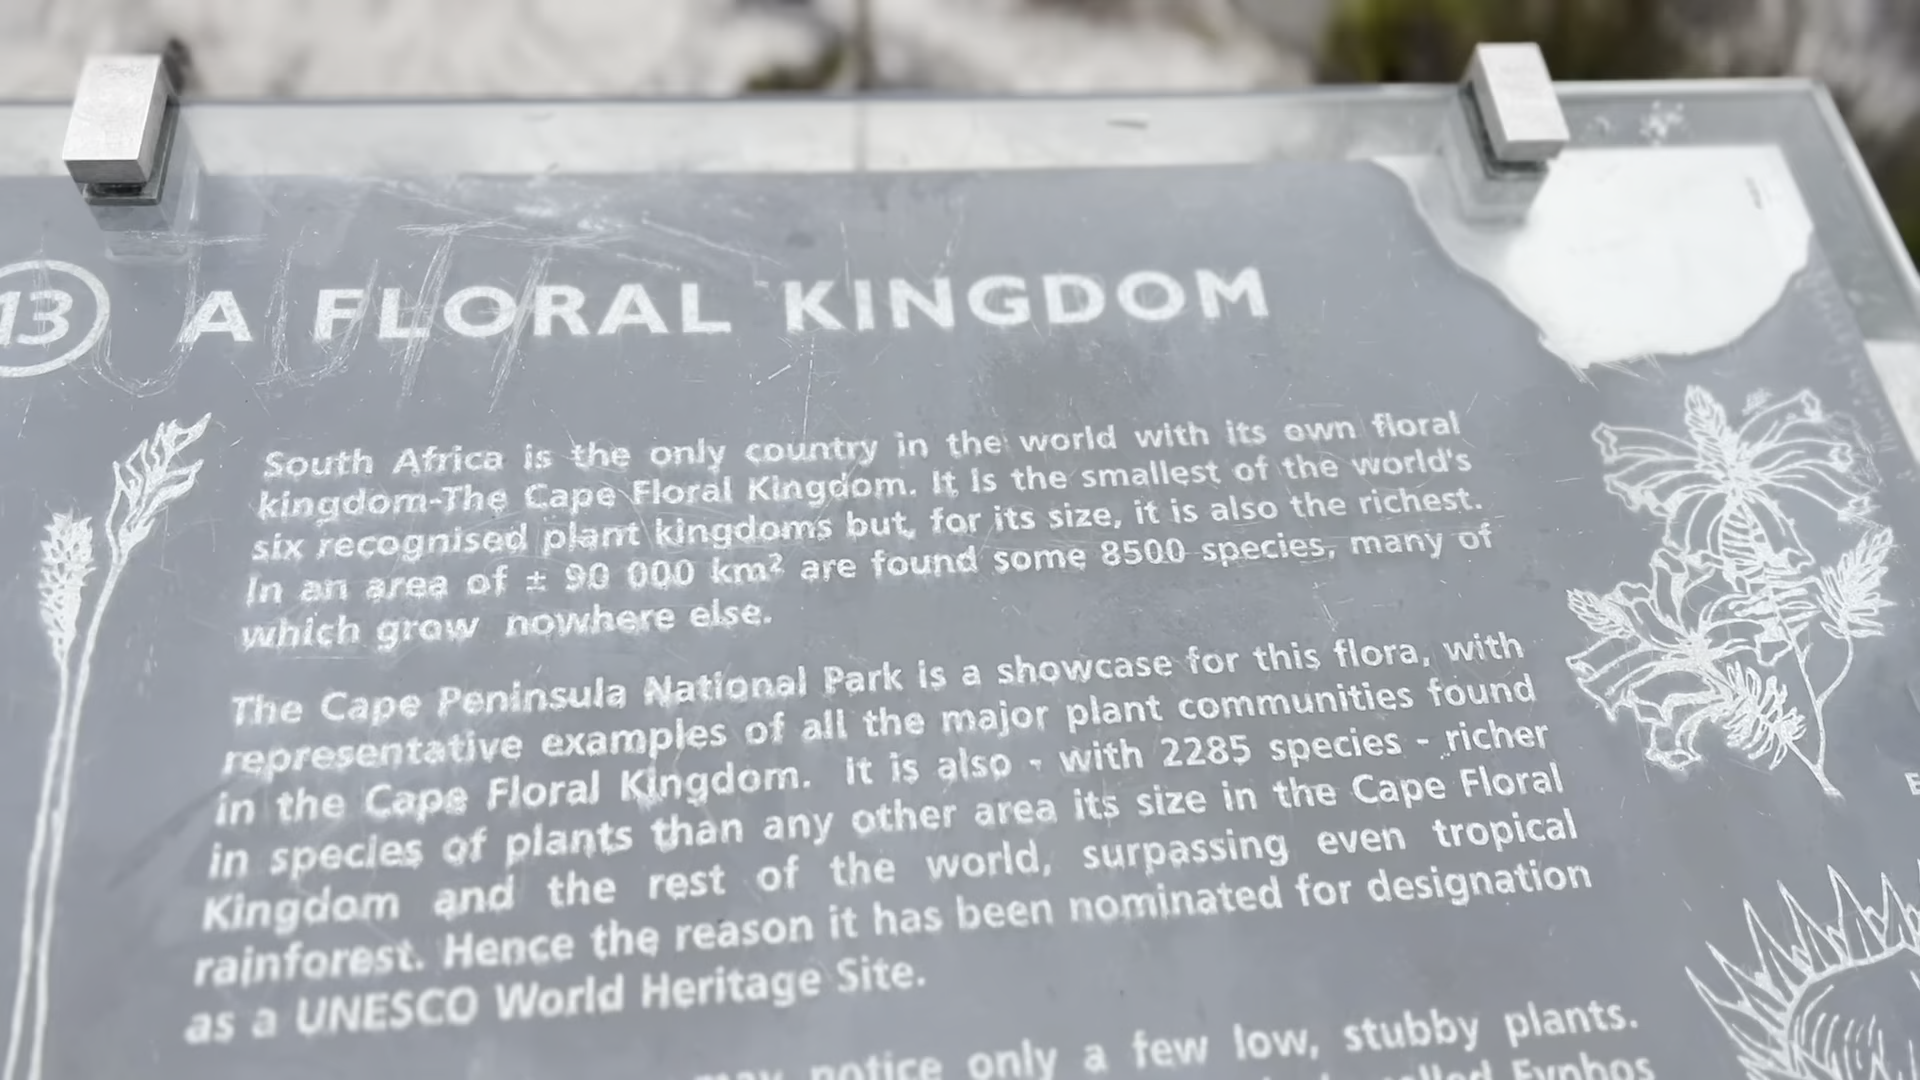 13 A FLORAL KINGDOM
South Africa is the only country in the world with its own floral
kingdom-The Cape Floral Kingdom. It is the smallest of the world's
six recognised plant kingdoms but, for its size, it is also the richest.
In an area of ± 90 000 km² are found some 8500 species, many of
which grow nowhere else.
The Cape Peninsula National Park is a showcase for this flora, with
representative examples of all the major plant communities found
in the Cape Floral Kingdom. It is also - with 2285 species - richer
in species of plants than any other area its size in the Cape Floral
Kingdom and the rest of the world, surpassing even tropical
rainforest. Hence the reason it has been nominated for designation
as a UNESCO World Heritage Site.
may notice only a few low, stubby plants.
called Fynbos